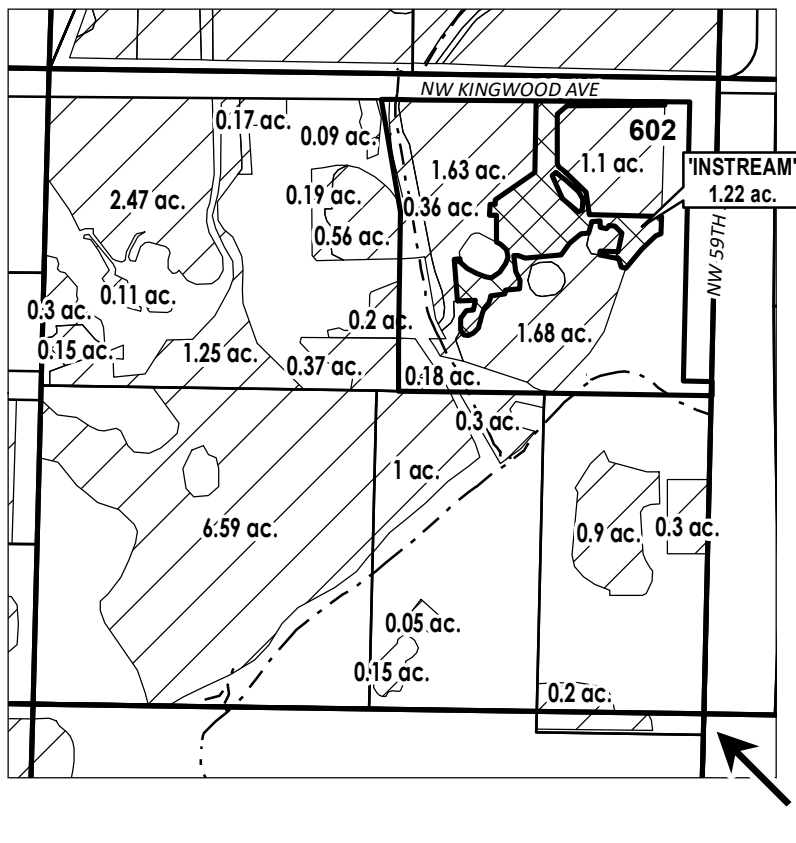 NW KINGWOOD AVE
0.17 ac.
0.09 ac.
602
1.63 ac.
1.1 ac.
'INSTREAM'
1.22 ac.
2.47 ac.
0.19 ac.
0.36 ac.
0.56 ac.
NW 59TH
0.11 ac.
0.3 ac.
0.2 ac.
1.68 ac.
0.15 ac.
1.25 ac.
0.37 ac.
0.18 ac.
0.3 ac.
1 ac.
6.59 ac.
0.9 ac.
0.3 ac.
0.05 ac.
0.15 ac.
0.2 ac.